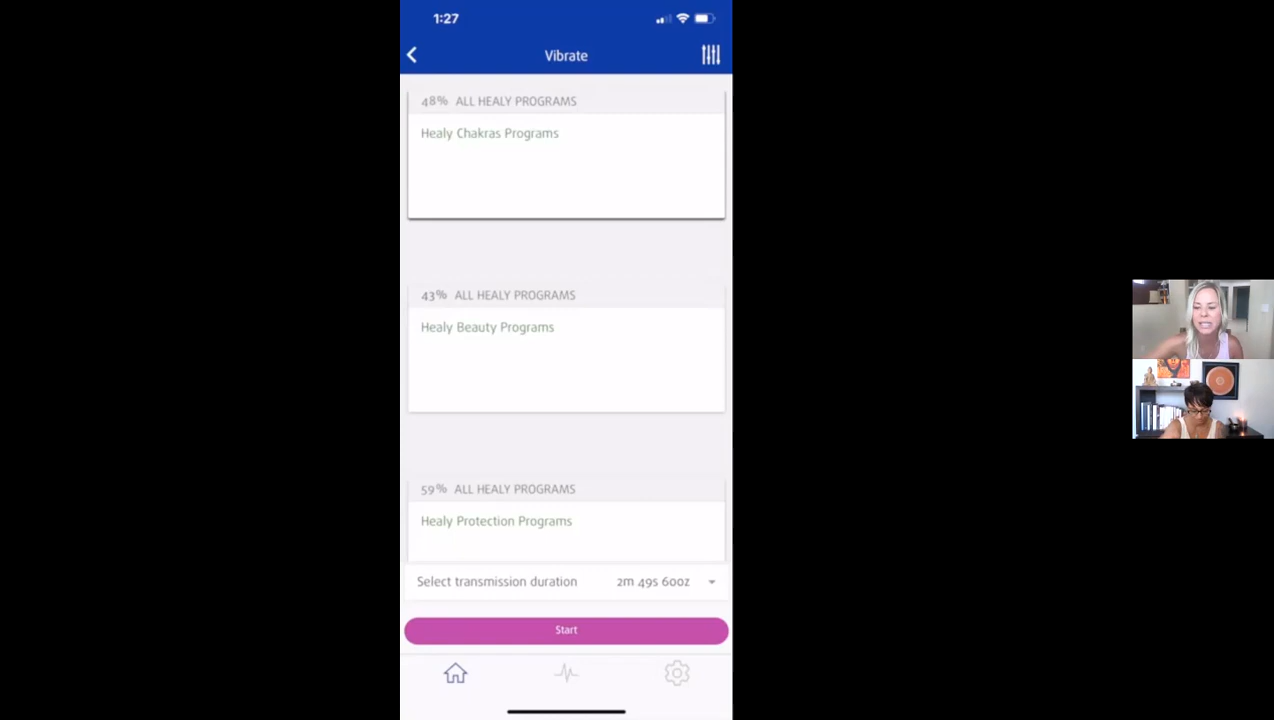 1:27
Vibrate
48% ALL HEALY PROGRAMS
Healy Chakras Programs
43% ALL HEALY PROGRAMS
Healy Beauty Programs
59% ALL HEALY PROGRAMS
Healy Protection Programs
Select transmission duration 2m 49s 600z
Start